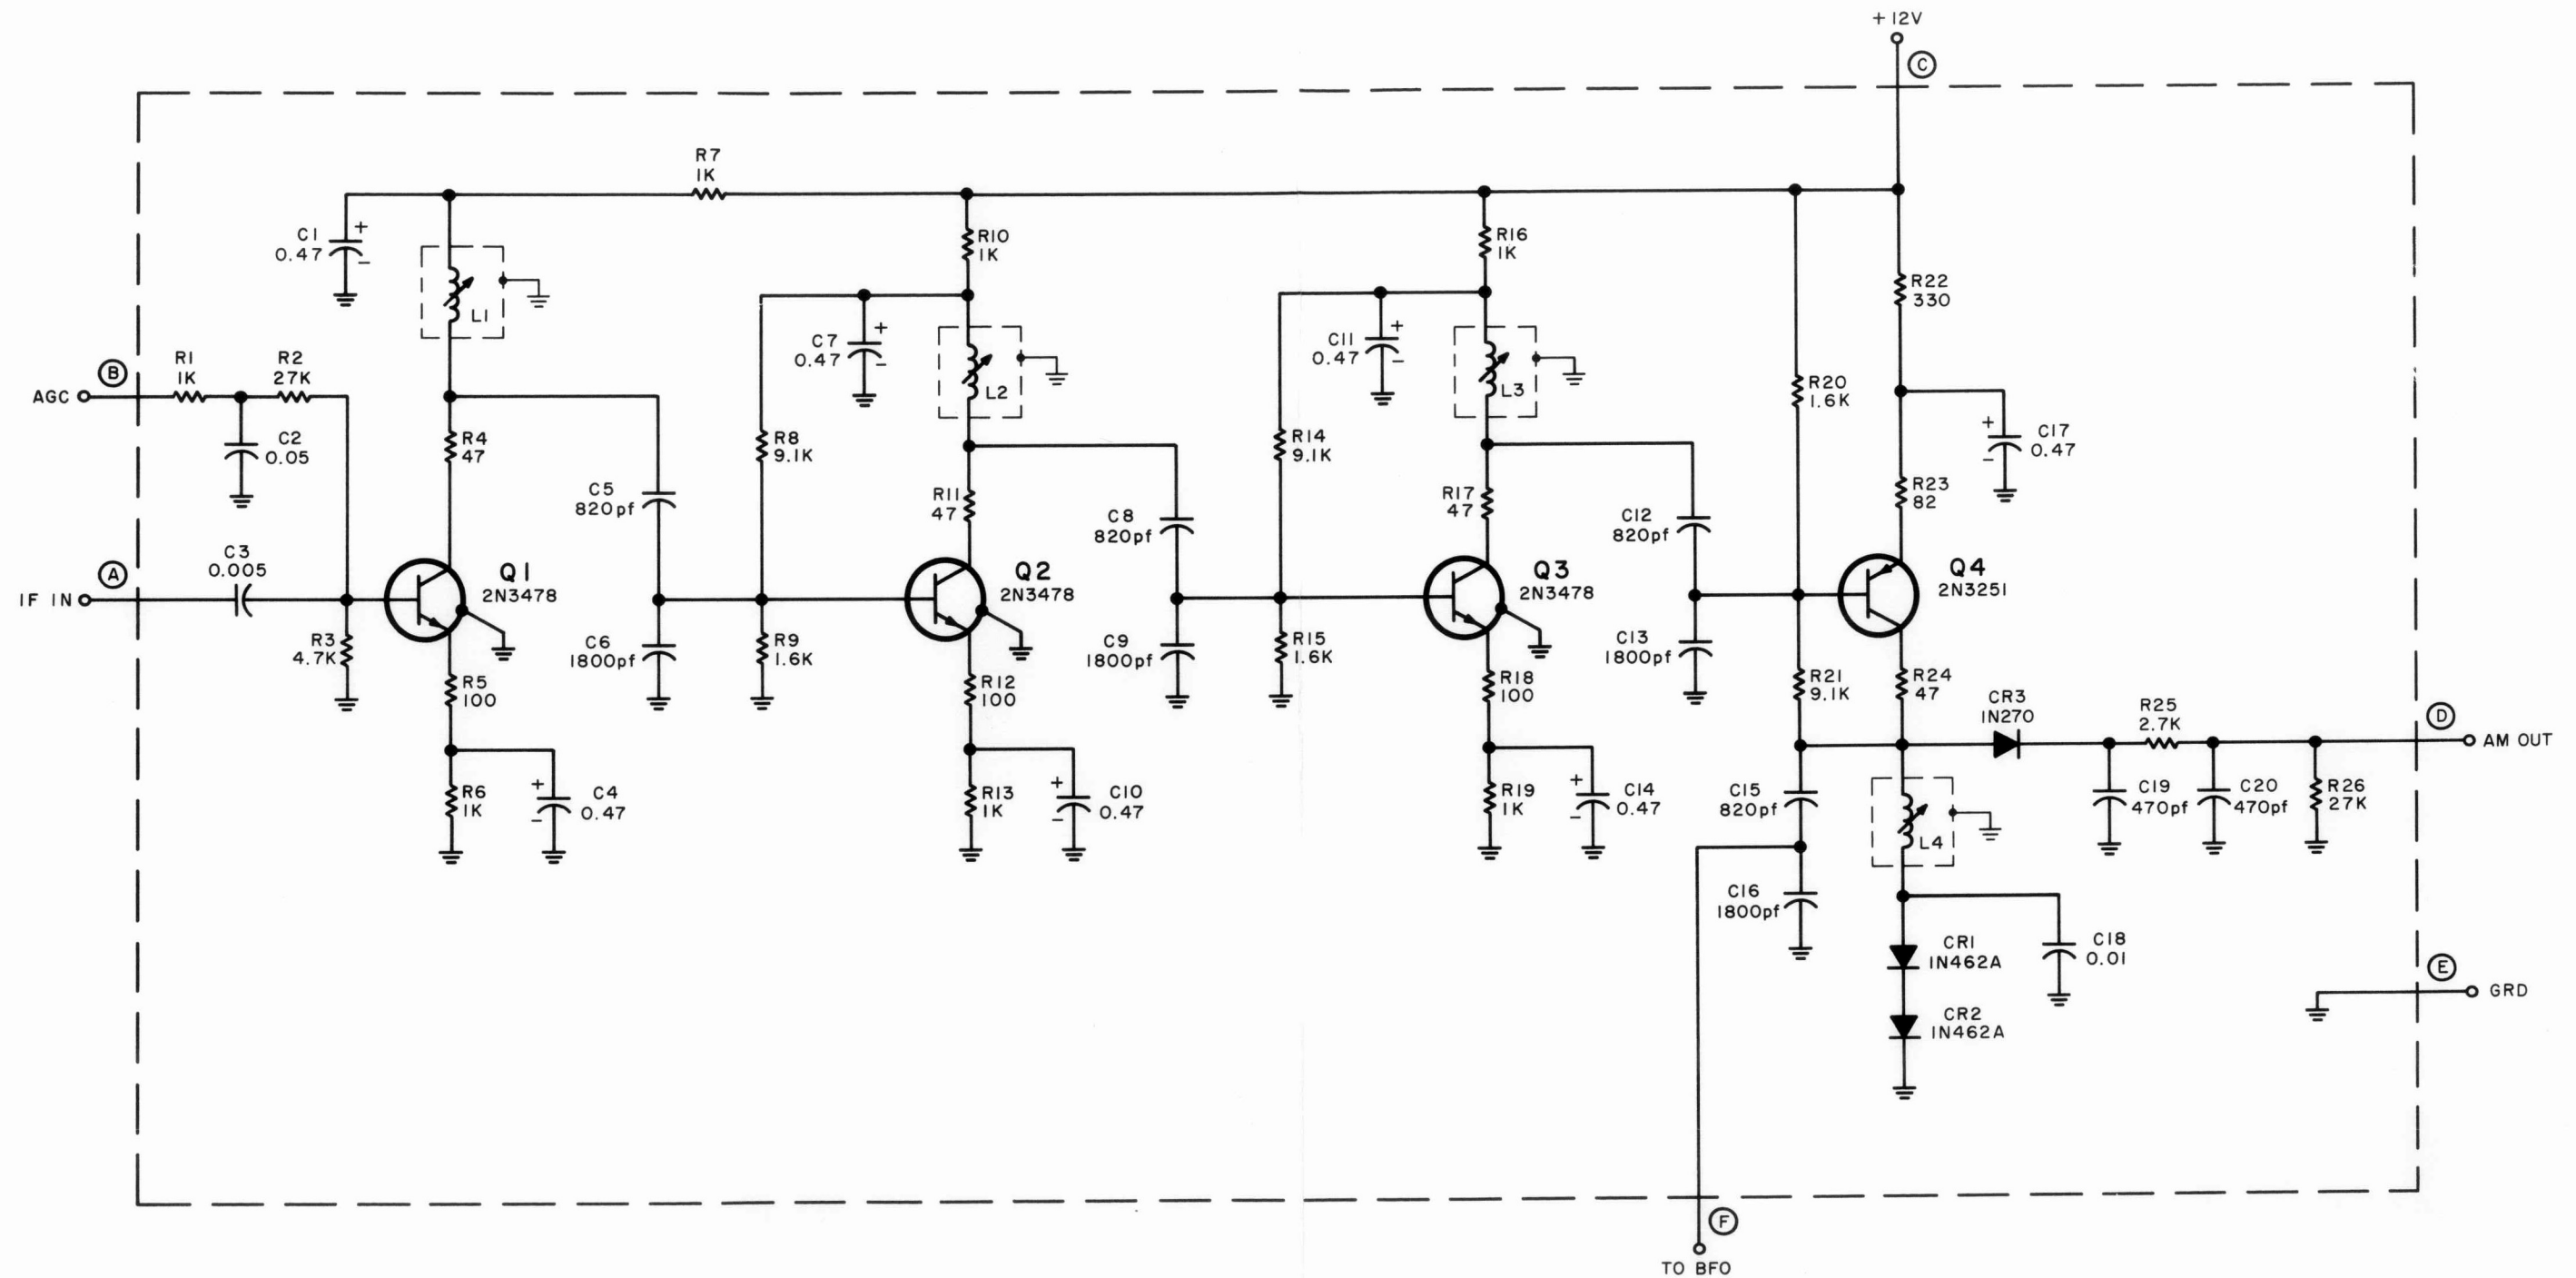 +12V
C
R7
1K
C1
0.47
+
−
L1
R10
1K
R16
1K
R22
330
C7
0.47
+
−
L2
C11
0.47
+
−
L3
B
AGC
R1
1K
R2
27K
C2
0.05
R4
47
R8
9.1K
R14
9.1K
R20
1.6K
+
−
C17
0.47
C5
820pf
R11
47
C8
820pf
R17
47
C12
820pf
R23
82
A
IF IN
C3
0.005
Q1
2N3478
Q2
2N3478
Q3
2N3478
Q4
2N3251
R3
4.7K
C6
1800pf
R9
1.6K
C9
1800pf
R15
1.6K
C13
1800pf
R5
100
R12
100
R18
100
R21
9.1K
R24
47
CR3
1N270
R25
2.7K
D
AM OUT
R6
1K
+
−
C4
0.47
R13
1K
+
−
C10
0.47
R19
1K
+
−
C14
0.47
C15
820pf
L4
C19
470pf
C20
470pf
R26
27K
C16
1800pf
CR1
1N462A
C18
0.01
CR2
1N462A
E
GRD
F
TO BFO